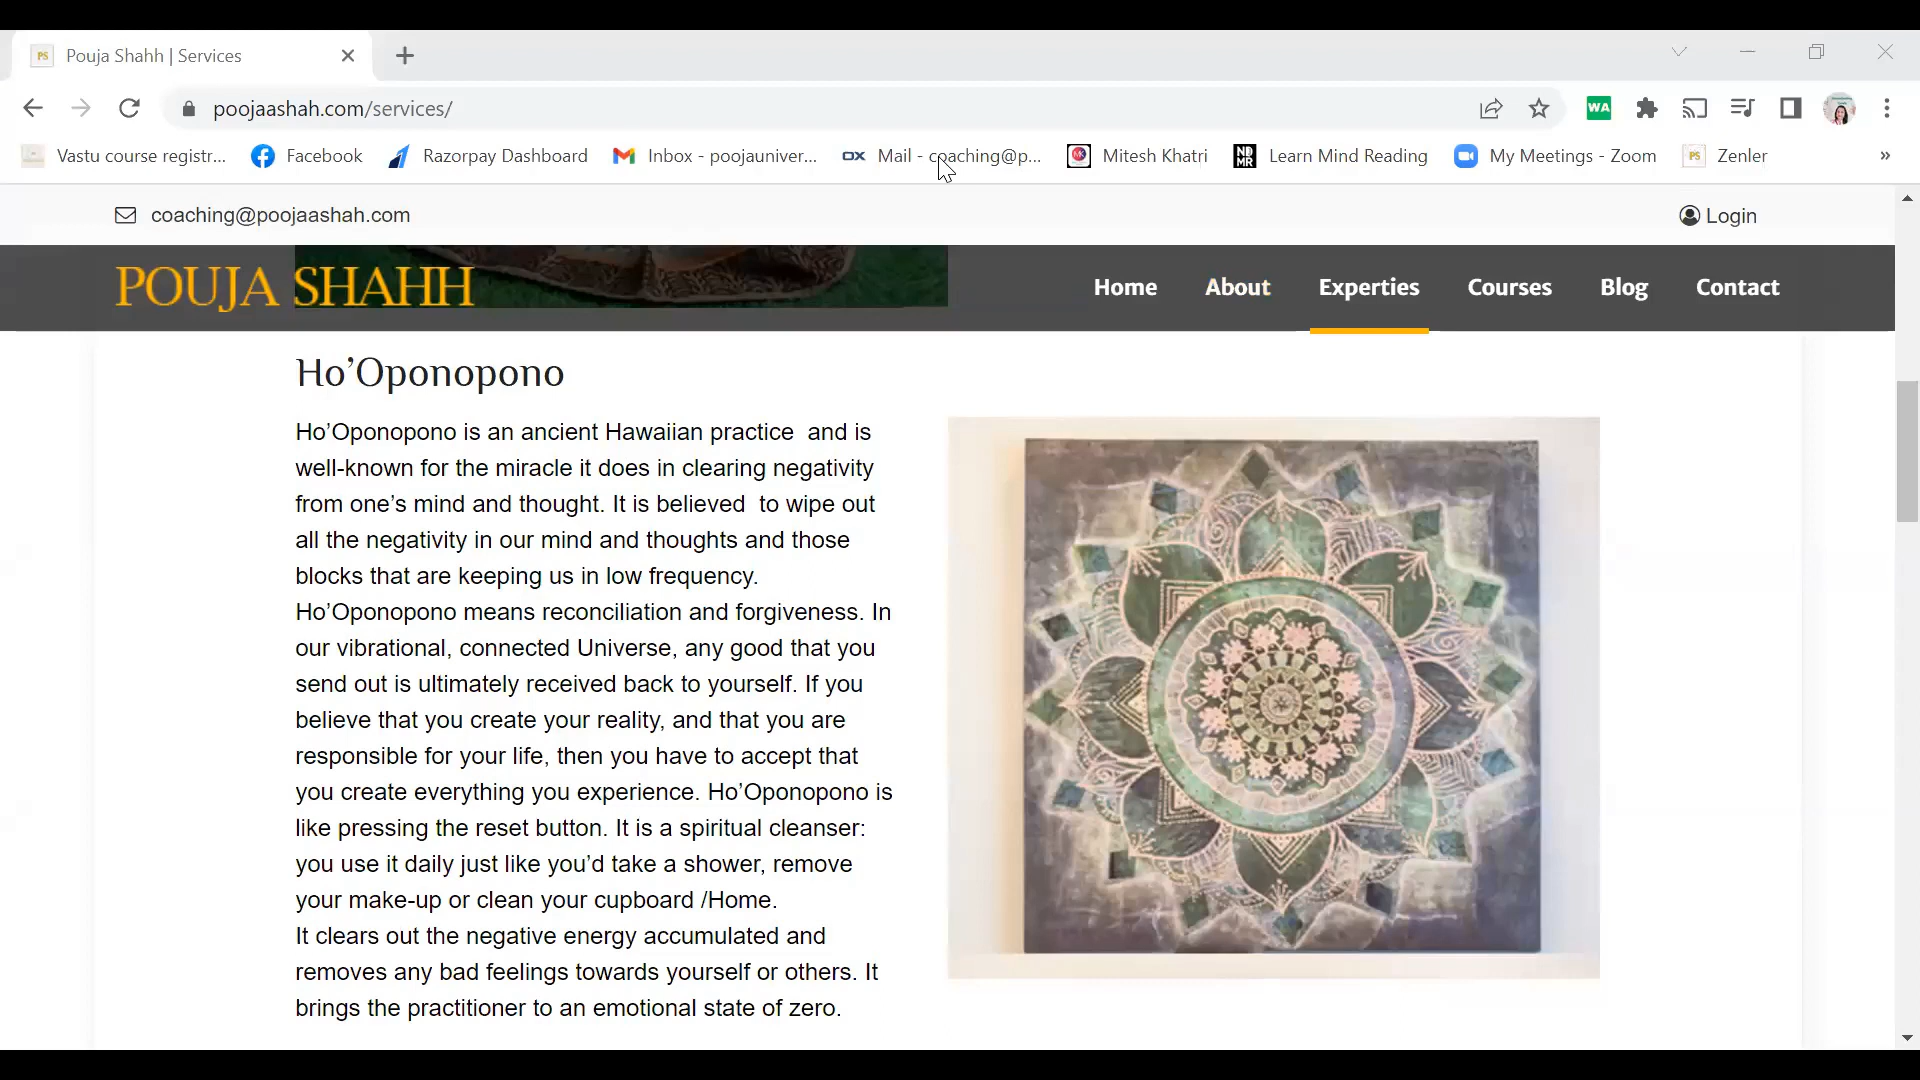 PS Pouja Shahh | Services
poojaashah.com/services/
WA
Vastu course registr... Facebook Razorpay Dashboard Inbox - poojauniver... OX Mail - coaching@p... Mitesh Khatri Learn Mind Reading My Meetings - Zoom PS Zenler »
coaching@poojaashah.com Login
POUJA SHAHH Home About Experties Courses Blog Contact
Ho’Oponopono
Ho’Oponopono is an ancient Hawaiian practice and is
well-known for the miracle it does in clearing negativity
from one’s mind and thought. It is believed to wipe out
all the negativity in our mind and thoughts and those
blocks that are keeping us in low frequency.
Ho’Oponopono means reconciliation and forgiveness. In
our vibrational, connected Universe, any good that you
send out is ultimately received back to yourself. If you
believe that you create your reality, and that you are
responsible for your life, then you have to accept that
you create everything you experience. Ho’Oponopono is
like pressing the reset button. It is a spiritual cleanser:
you use it daily just like you’d take a shower, remove
your make-up or clean your cupboard /Home.
It clears out the negative energy accumulated and
removes any bad feelings towards yourself or others. It
brings the practitioner to an emotional state of zero.